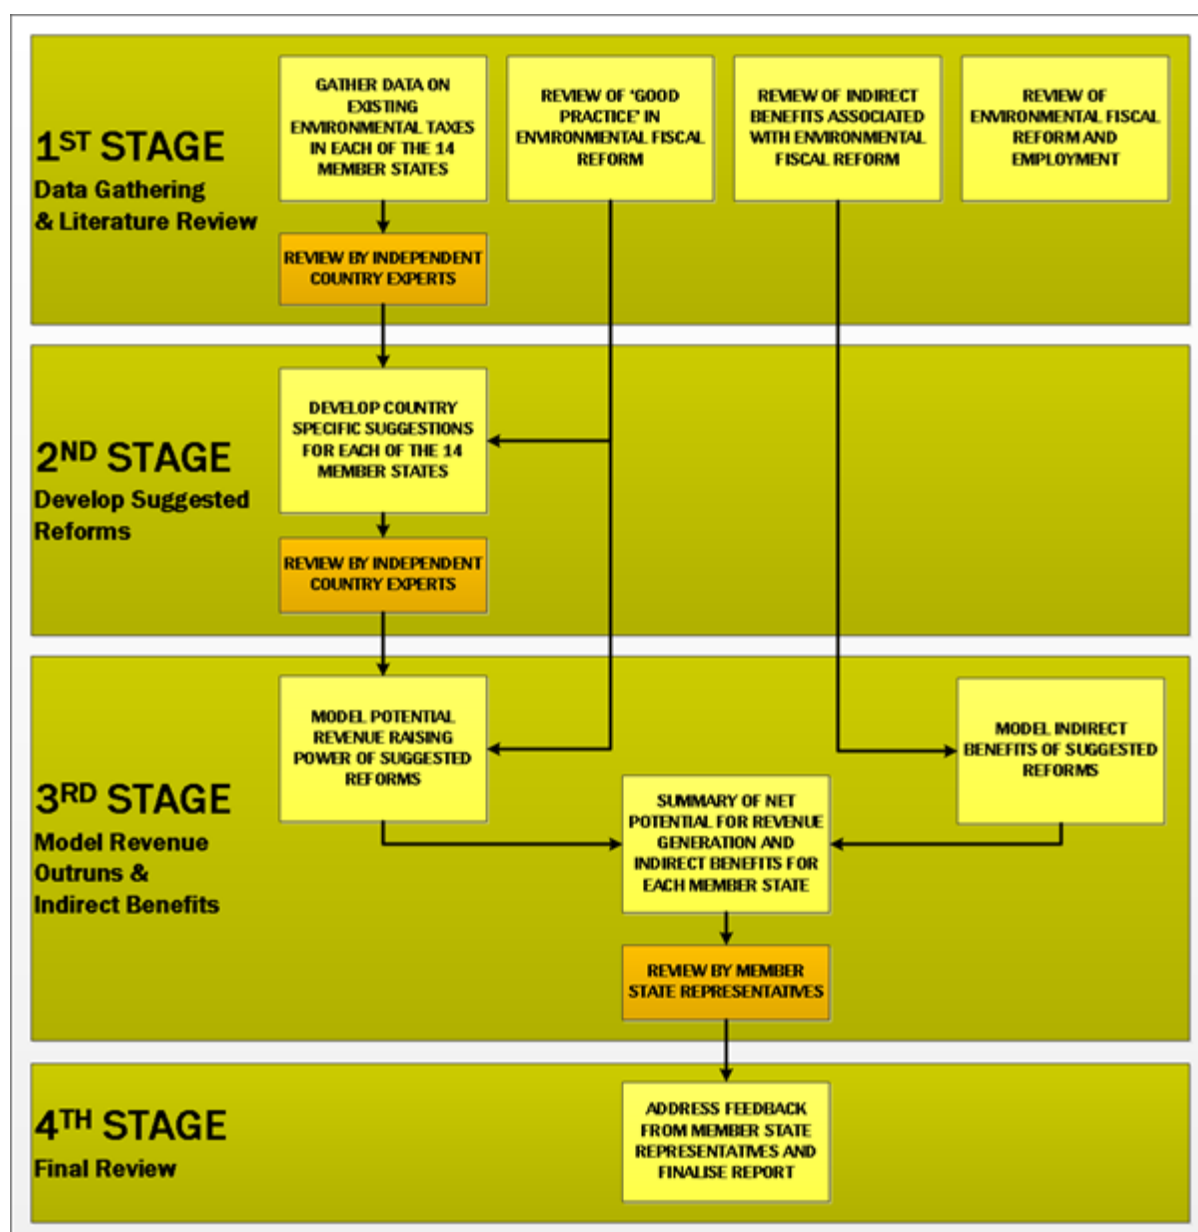 1ST STAGE
Data Gathering
& Literature Review
GATHER DATA ON
EXISTING
ENVIRONMENTAL TAXES
IN EACH OF THE 14
MEMBER STATES
REVIEW OF 'GOOD
PRACTICE' IN
ENVIRONMENTAL FISCAL
REFORM
REVIEW OF INDIRECT
BENEFITS ASSOCIATED
WITH ENVIRONMENTAL
FISCAL REFORM
REVIEW OF
ENVIRONMENTAL FISCAL
REFORM AND
EMPLOYMENT
REVIEW BY INDEPENDENT
COUNTRY EXPERTS
2ND STAGE
Develop Suggested
Reforms
DEVELOP COUNTRY
SPECIFIC SUGGESTIONS
FOR EACH OF THE 14
MEMBER STATES
REVIEW BY INDEPENDENT
COUNTRY EXPERTS
3RD STAGE
Model Revenue
Outruns &
Indirect Benefits
MODEL POTENTIAL
REVENUE RAISING
POWER OF SUGGESTED
REFORMS
MODEL INDIRECT
BENEFITS OF SUGGESTED
REFORMS
SUMMARY OF NET
POTENTIAL FOR REVENUE
GENERATION AND
INDIRECT BENEFITS FOR
EACH MEMBER STATE
REVIEW BY MEMBER
STATE REPRESENTATIVES
4TH STAGE
Final Review
ADDRESS FEEDBACK
FROM MEMBER STATE
REPRESENTATIVES AND
FINALISE REPORT